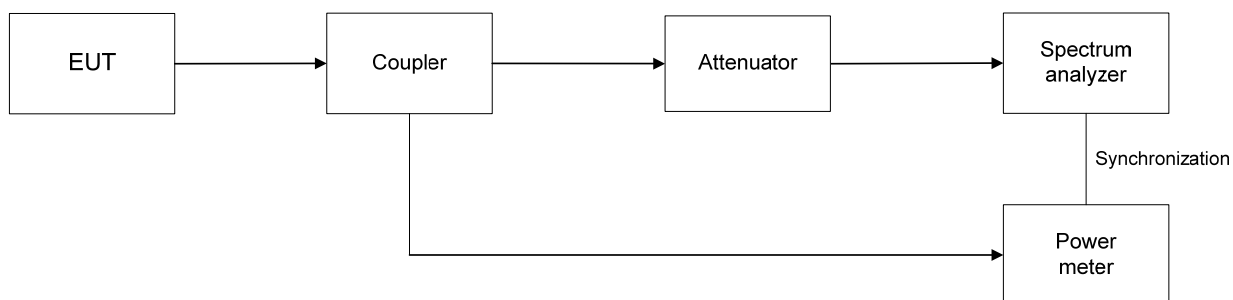 EUT
Coupler
Attenuator
Spectrum
analyzer
Synchronization
Power
meter